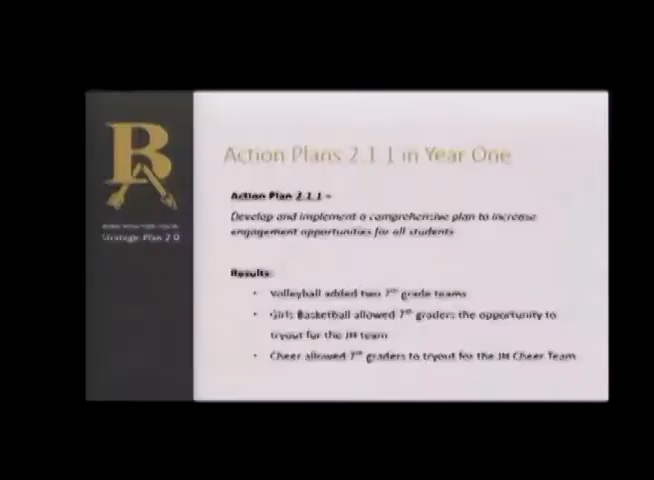 B
A
Strategic Plan 2.0
Action Plans 2.1.1 in Year One
Action Plan 2.1.1 –
Develop and implement a comprehensive plan to increase
engagement opportunities for all students
Results:
• Volleyball added two 7th grade teams
• Girls Basketball allowed 7th graders the opportunity to
tryout for the JH team
• Cheer allowed 7th graders to tryout for the JH Cheer Team